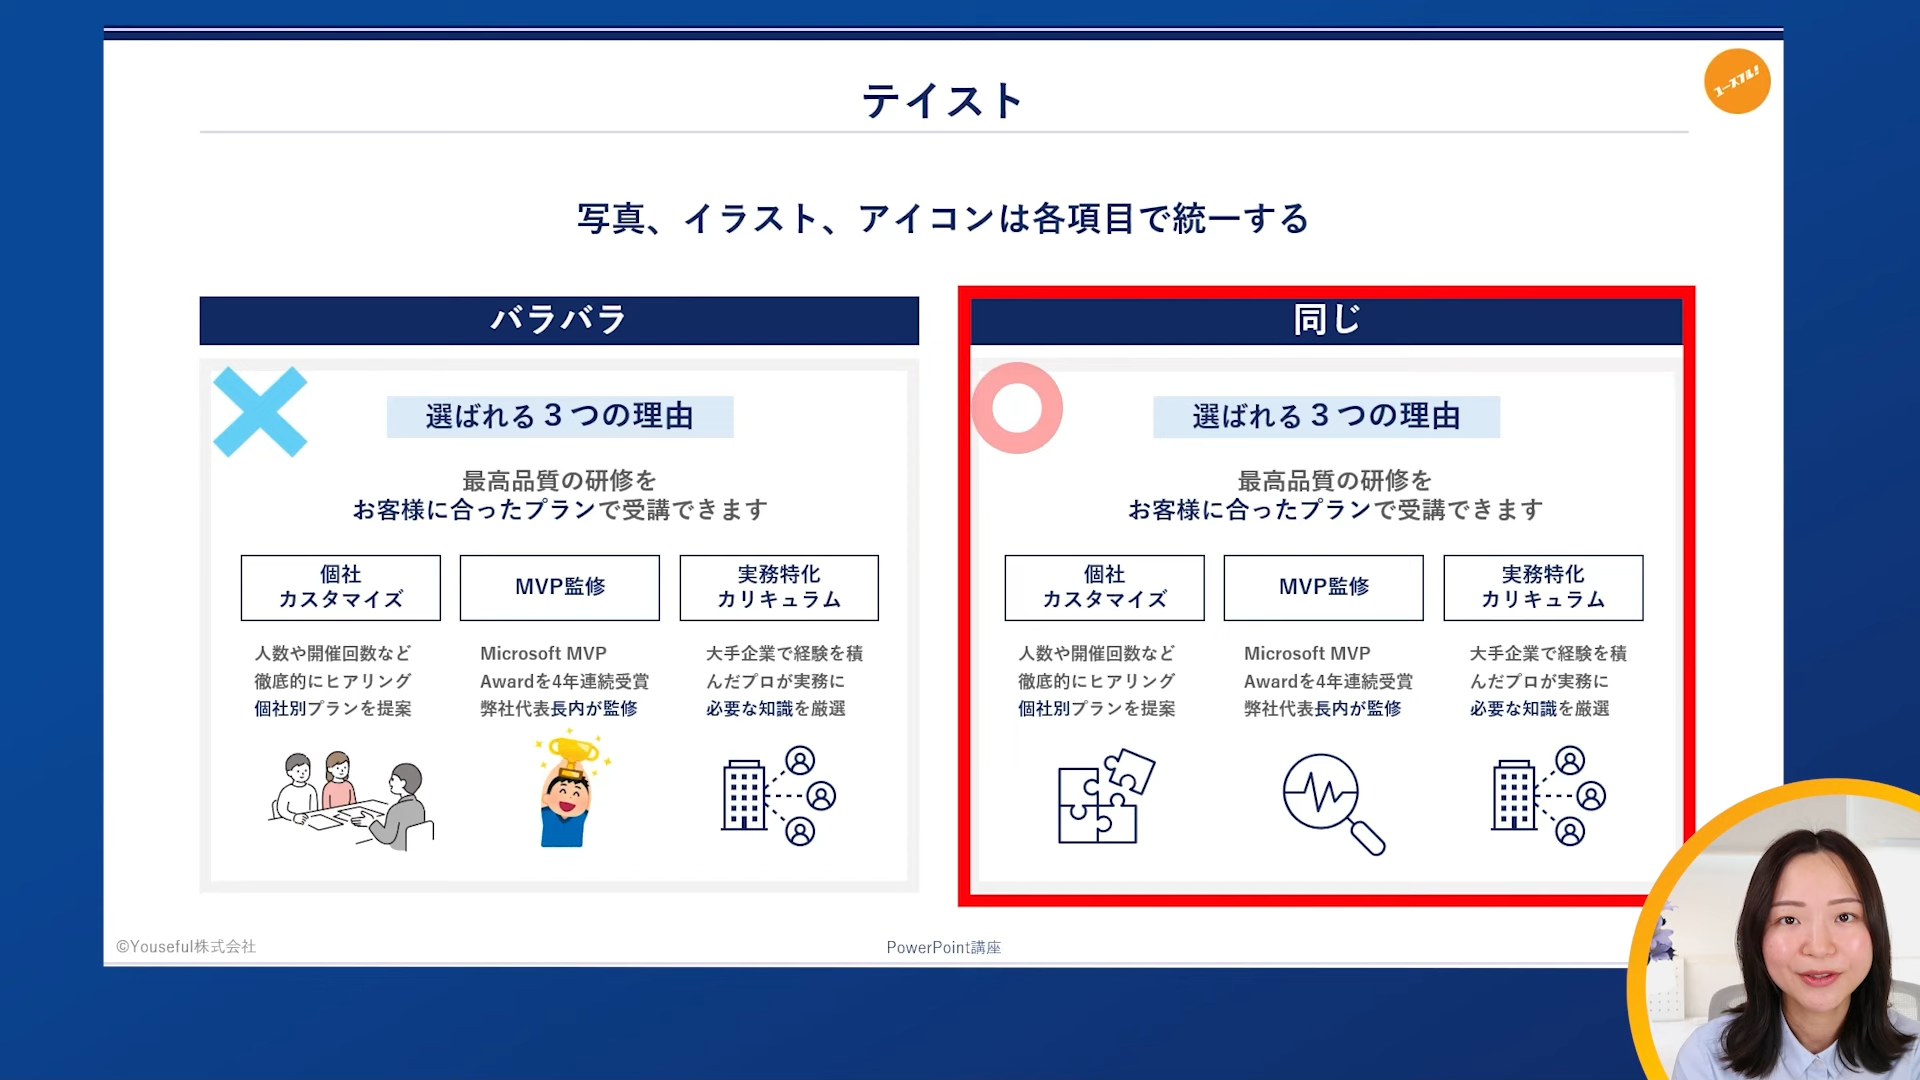 テイスト
ユースフル!
写真、イラスト、アイコンは各項目で統一する
バラバラ
選ばれる3つの理由
最高品質の研修を
お客様に合ったプランで受講できます
個社
カスタマイズ
MVP監修
実務特化
カリキュラム
人数や開催回数など
徹底的にヒアリング
個社別プランを提案
Microsoft MVP
Awardを4年連続受賞
弊社代表長内が監修
大手企業で経験を積
んだプロが実務に
必要な知識を厳選
同じ
選ばれる3つの理由
最高品質の研修を
お客様に合ったプランで受講できます
個社
カスタマイズ
MVP監修
実務特化
カリキュラム
人数や開催回数など
徹底的にヒアリング
個社別プランを提案
Microsoft MVP
Awardを4年連続受賞
弊社代表長内が監修
大手企業で経験を積
んだプロが実務に
必要な知識を厳選
©Youseful株式会社
PowerPoint講座